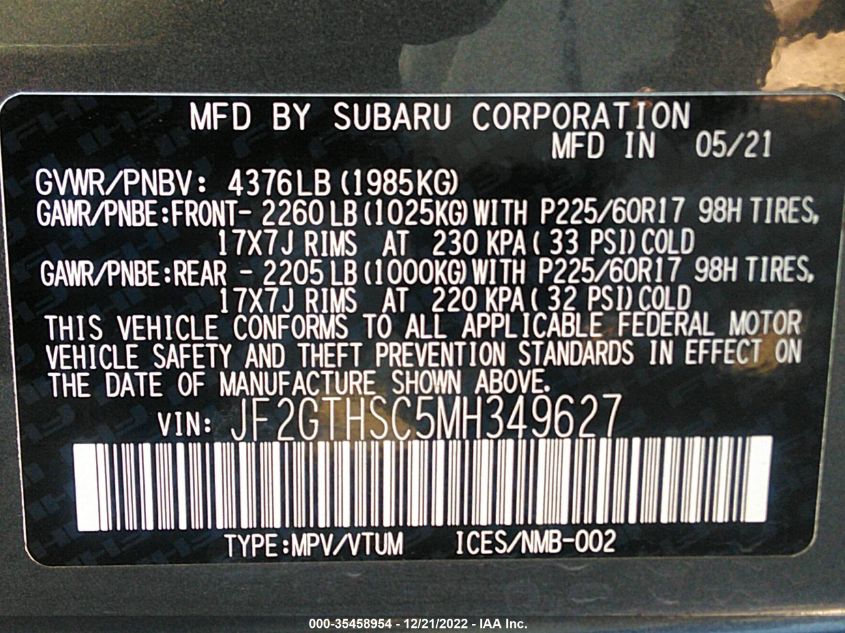 MFD BY SUBARU CORPORATION
MFD IN 05/21
GVWR/PNBV: 4376LB (1985KG)
GAWR/PNBE:FRONT- 2260 LB (1025KG) WITH P225/60R17 98H TIRES,
17X7J RIMS AT 230 KPA ( 33 PSI) COLD
GAWR/PNBE:REAR - 2205 LB (1000KG) WITH P225/60R17 98H TIRES,
17X7J RIMS AT 220 KPA ( 32 PSI) COLD
THIS VEHICLE CONFORMS TO ALL APPLICABLE FEDERAL MOTOR
VEHICLE SAFETY AND THEFT PREVENTION STANDARDS IN EFFECT ON
THE DATE OF MANUFACTURE SHOWN ABOVE.
VIN: JF2GTHSC5MH349627
TYPE:MPV/VTUM ICES/NMB-002
000-35458954 - 12/21/2022 - IAA Inc.